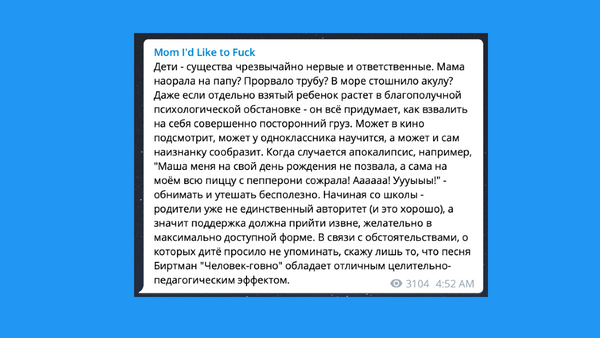 Mom I'd Like to Fuck
Дети - существа чрезвычайно нервые и ответственные. Мама
наорала на папу? Прорвало трубу? В море стошнило акулу?
Даже если отдельно взятый ребенок растет в благополучной
психологической обстановке - он всё придумает, как взвалить
на себя совершенно посторонний груз. Может в кино
подсмотрит, может у одноклассника научится, а может и сам
наизнанку сообразит. Когда случается апокалипсис, например,
"Маша меня на свой день рождения не позвала, а сама на
моём всю пиццу с пепперони сожрала! Аааааа! Уууыыы!" -
обнимать и утешать бесполезно. Начиная со школы -
родители уже не единственный авторитет (и это хорошо), а
значит поддержка должна прийти извне, желательно в
максимально доступной форме. В связи с обстоятельствами, о
которых дитё просило не упоминать, скажу лишь то, что песня
Биртман "Человек-говно" обладает отличным целительно-
педагогическим эффектом.
3104 4:52 AM